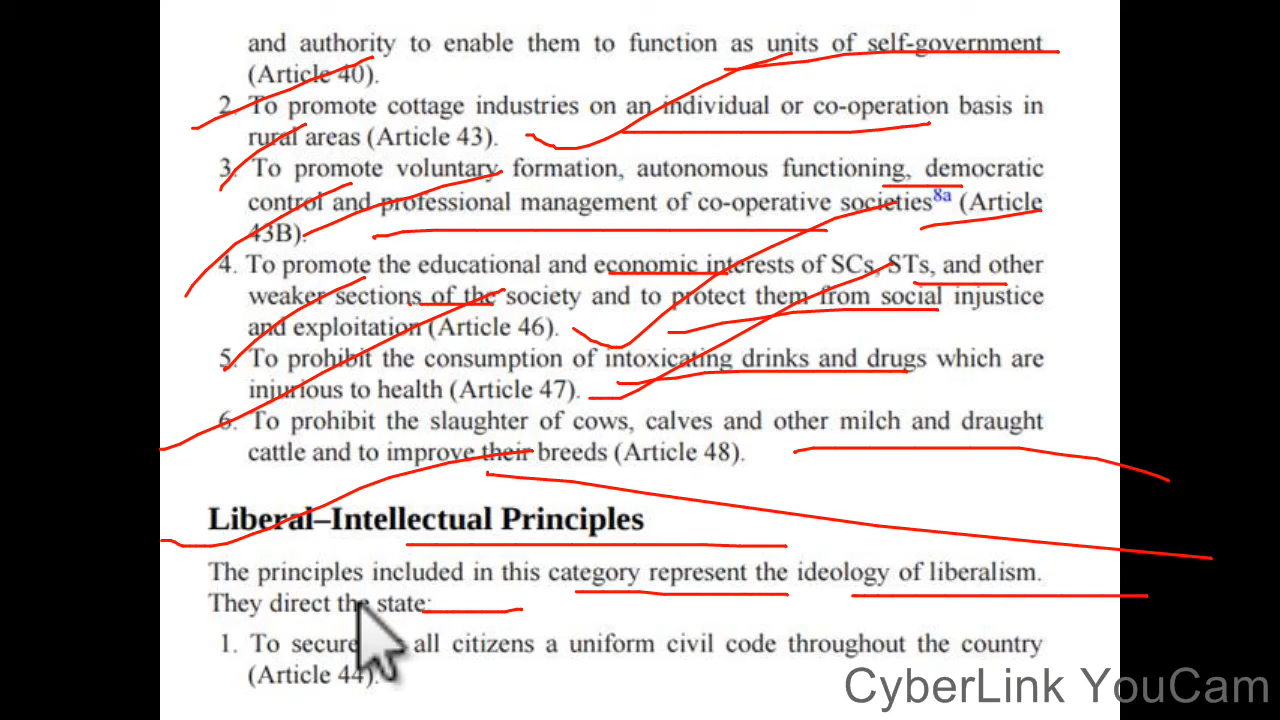 and authority to enable them to function as units of self-government
(Article 40).
2. To promote cottage industries on an individual or co-operation basis in
rural areas (Article 43).
3. To promote voluntary formation, autonomous functioning, democratic
control and professional management of co-operative societies8a (Article
43B).
4. To promote the educational and economic interests of SCs, STs, and other
weaker sections of the society and to protect them from social injustice
and exploitation (Article 46).
5. To prohibit the consumption of intoxicating drinks and drugs which are
injurious to health (Article 47).
6. To prohibit the slaughter of cows, calves and other milch and draught
cattle and to improve their breeds (Article 48).
Liberal–Intellectual Principles
The principles included in this category represent the ideology of liberalism.
They direct the state:
1. To secure all citizens a uniform civil code throughout the country
(Article 44).
CyberLink YouCam